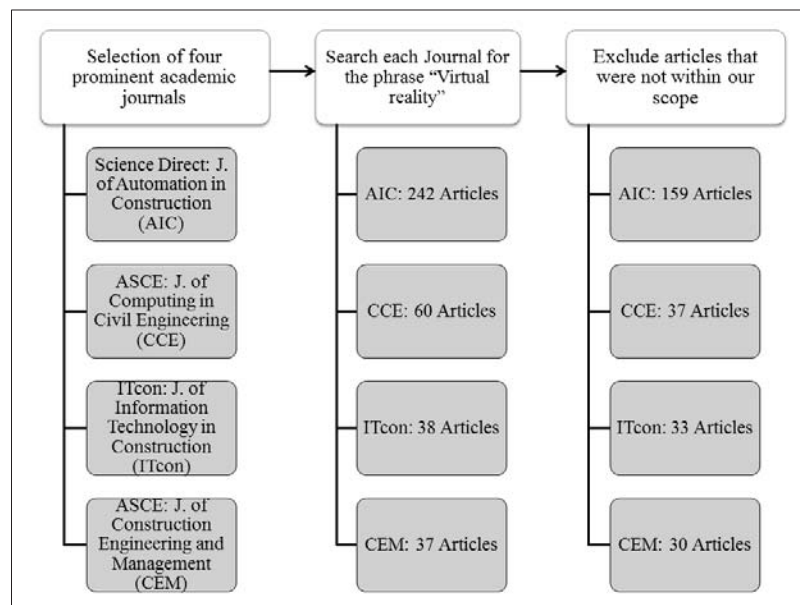 Selection of four
prominent academic
journals
Search each Journal for
the phrase “Virtual
reality”
Exclude articles that
were not within our
scope
Science Direct: J.
of Automation in
Construction
(AIC)
AIC: 242 Articles
AIC: 159 Articles
ASCE: J. of
Computing in
Civil Engineering
(CCE)
CCE: 60 Articles
CCE: 37 Articles
ITcon: J. of
Information
Technology in
Construction
(ITcon)
ITcon: 38 Articles
ITcon: 33 Articles
ASCE: J. of
Construction
Engineering and
Management
(CEM)
CEM: 37 Articles
CEM: 30 Articles